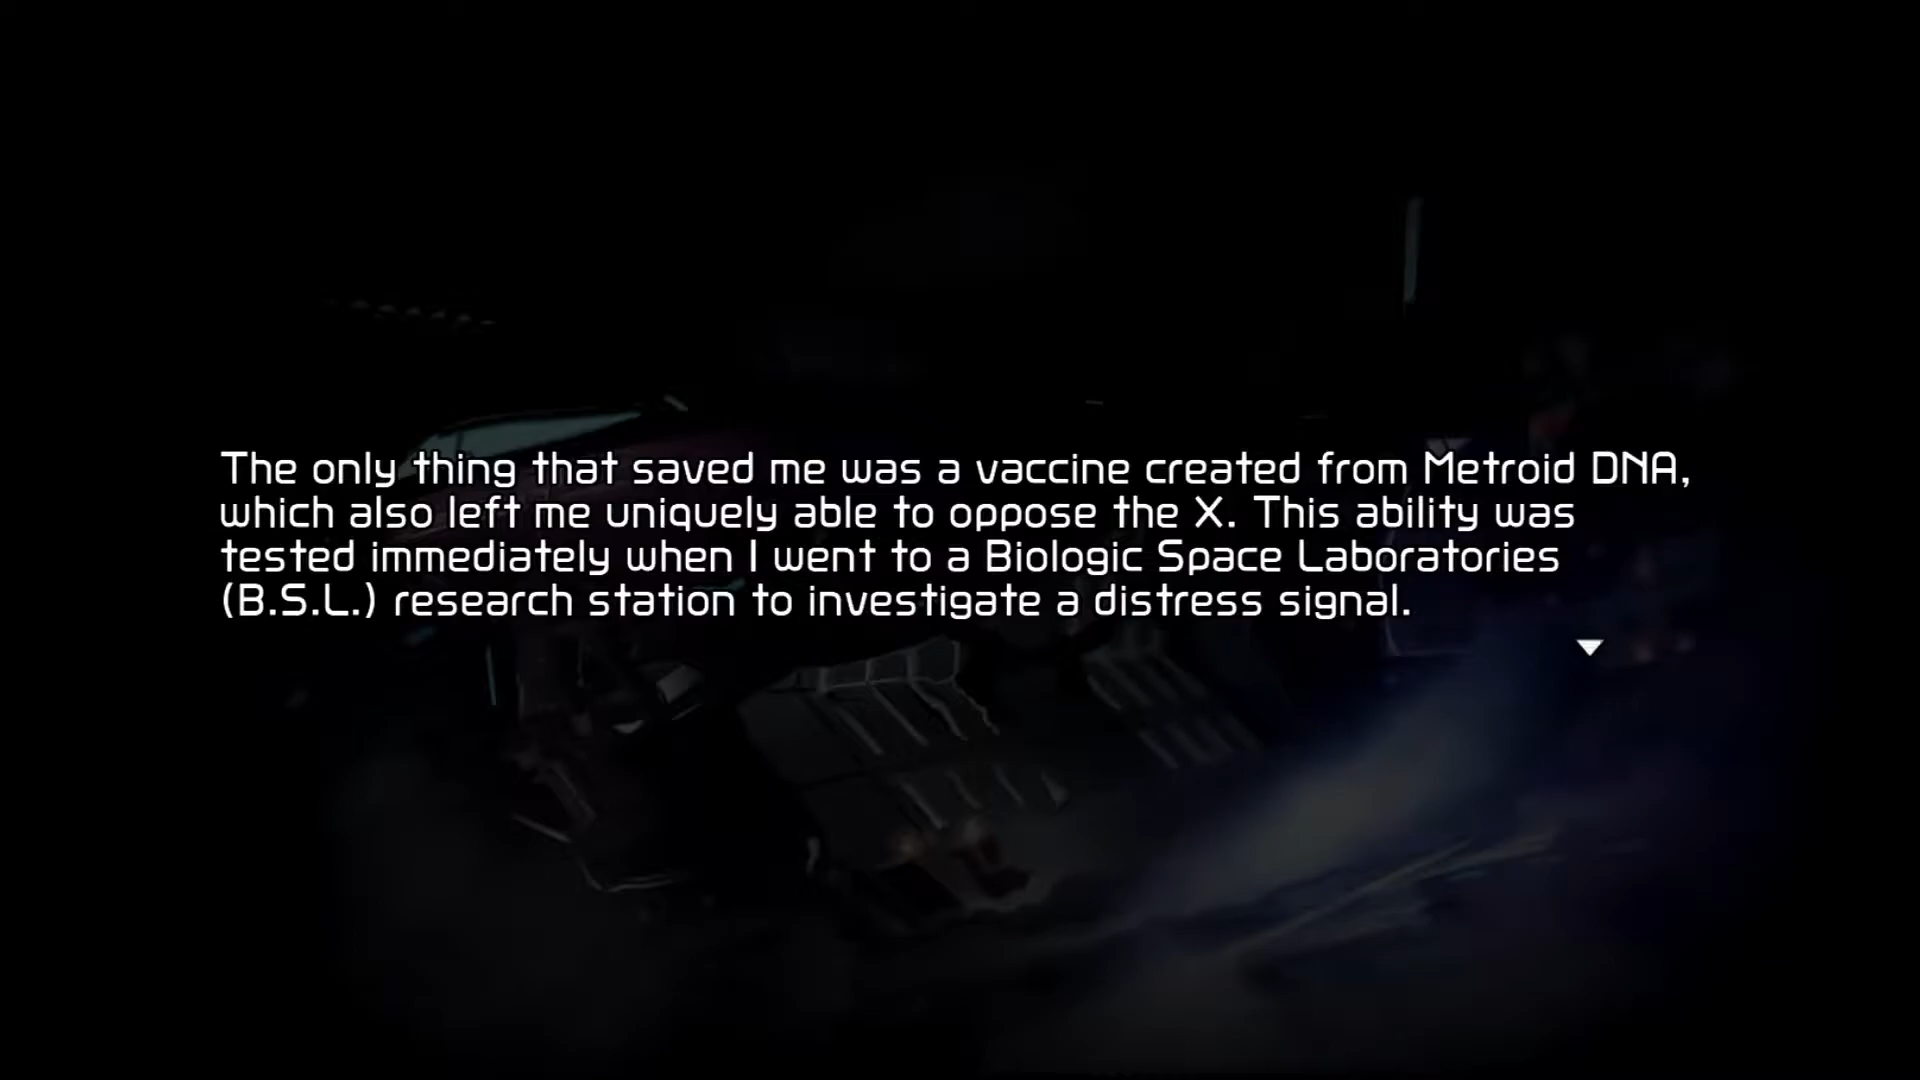 The only thing that saved me was a vaccine created from Metroid DNA,
which also left me uniquely able to oppose the X. This ability was
tested immediately when I went to a Biologic Space Laboratories
(B.S.L.) research station to investigate a distress signal.